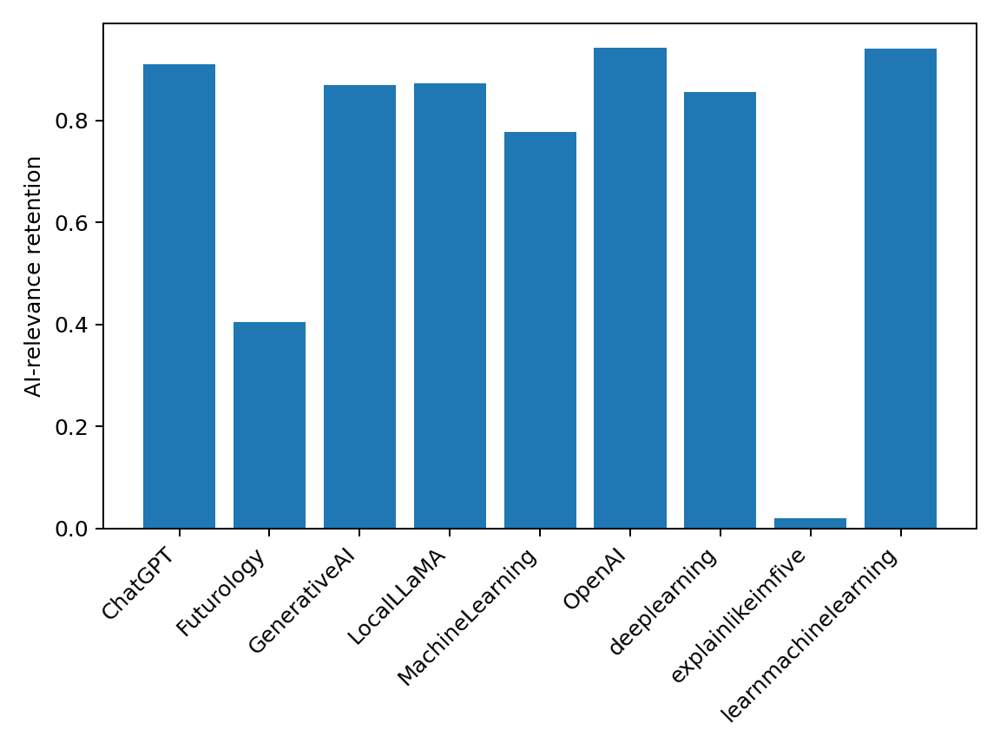 AI-relevance retention
0.8
0.6
0.4
0.2
0.0
ChatGPT
Futurology
GenerativeAI
LocalLLaMA
MachineLearning
OpenAI
deeplearning
explainlikeimfive
learnmachinelearning